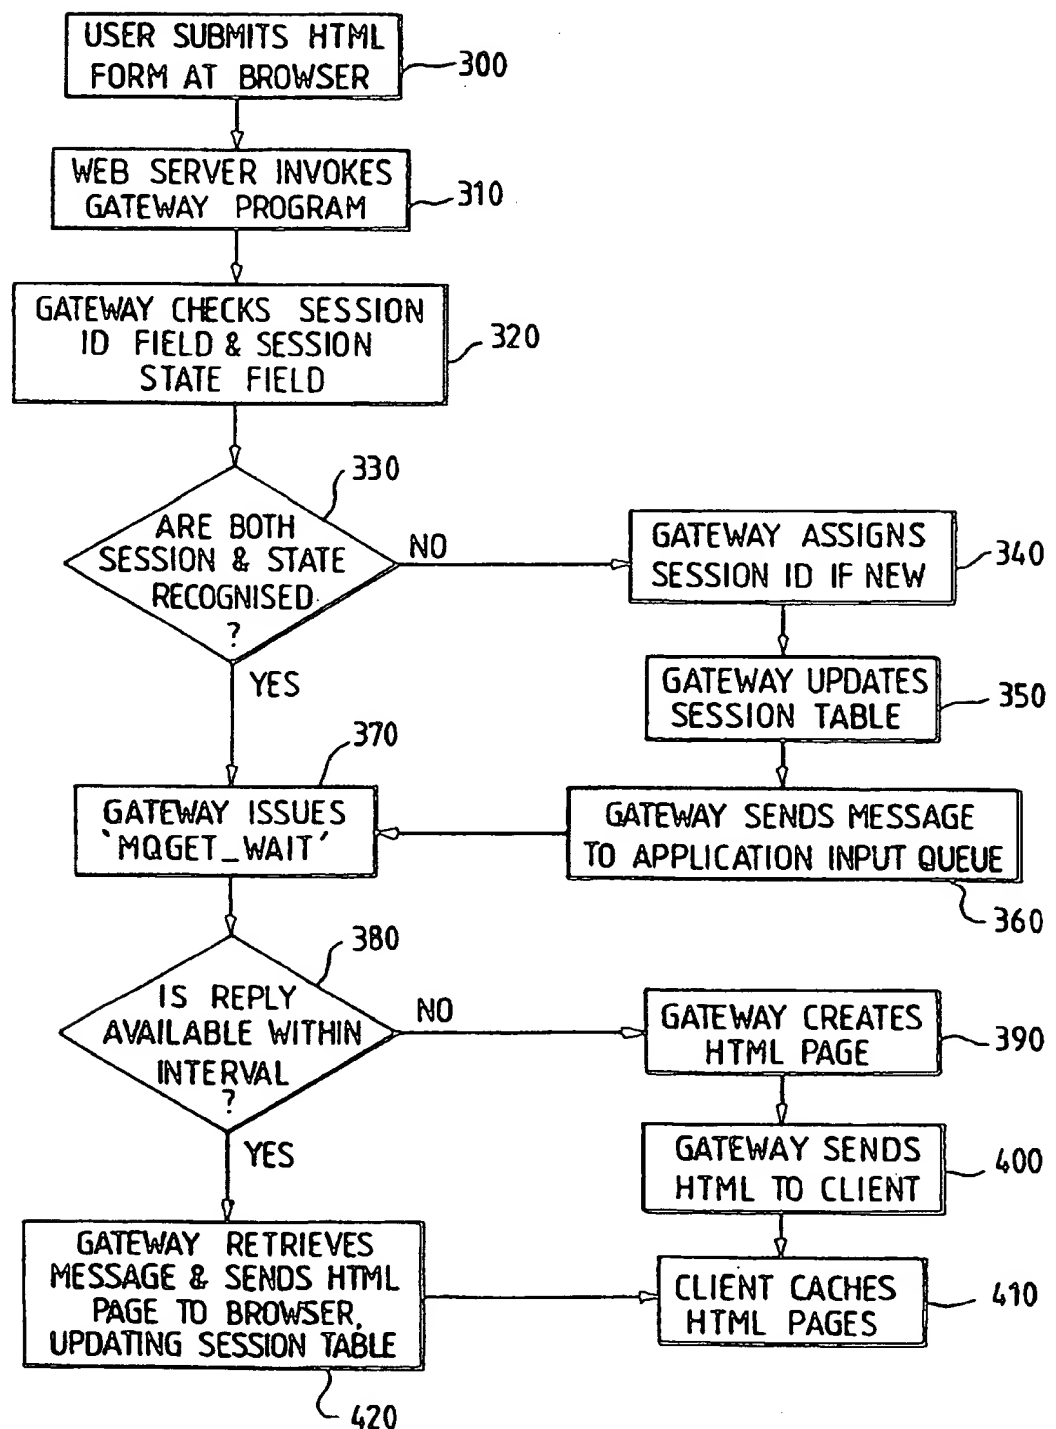 USER SUBMITS HTML
FORM AT BROWSER
300
WEB SERVER INVOKES
GATEWAY PROGRAM
310
GATEWAY CHECKS SESSION
ID FIELD & SESSION
STATE FIELD
320
330
ARE BOTH
SESSION & STATE
RECOGNISED
?
NO
YES
GATEWAY ASSIGNS
SESSION ID IF NEW
340
GATEWAY UPDATES
SESSION TABLE
350
GATEWAY SENDS MESSAGE
TO APPLICATION INPUT QUEUE
360
370
GATEWAY ISSUES
'MQGET_WAIT'
380
IS REPLY
AVAILABLE WITHIN
INTERVAL
?
NO
YES
GATEWAY CREATES
HTML PAGE
390
GATEWAY SENDS
HTML TO CLIENT
400
GATEWAY RETRIEVES
MESSAGE & SENDS HTML
PAGE TO BROWSER,
UPDATING SESSION TABLE
420
CLIENT CACHES
HTML PAGES
410